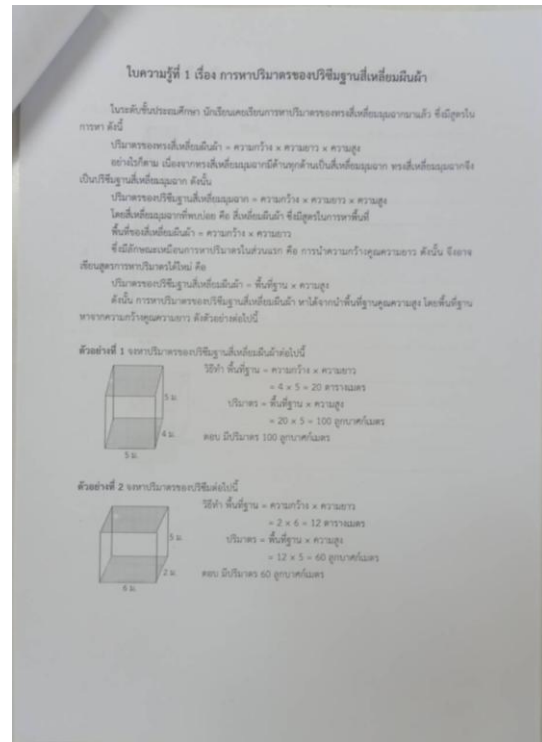 ใบความรู้ที่ 1 เรื่อง การหาปริมาตรของปริซึมฐานสี่เหลี่ยมผืนผ้า
ในระดับชั้นประถมศึกษา นักเรียนเคยเรียนการหาปริมาตรของทรงสี่เหลี่ยมมุมฉากมาแล้ว ซึ่งมีสูตรใน
การหา ดังนี้
ปริมาตรของทรงสี่เหลี่ยมผืนผ้า = ความกว้าง × ความยาว × ความสูง
อย่างไรก็ตาม เนื่องจากทรงสี่เหลี่ยมมุมฉากมีด้านทุกด้านเป็นสี่เหลี่ยมมุมฉาก ทรงสี่เหลี่ยมมุมฉากจึง
เป็นปริซึมฐานสี่เหลี่ยมมุมฉาก ดังนั้น
ปริมาตรของปริซึมฐานสี่เหลี่ยมมุมฉาก = ความกว้าง × ความยาว × ความสูง
โดยสี่เหลี่ยมมุมฉากที่พบบ่อย คือ สี่เหลี่ยมผืนผ้า ซึ่งมีสูตรในการหาพื้นที่
พื้นที่ของสี่เหลี่ยมผืนผ้า = ความกว้าง × ความยาว
ซึ่งมีลักษณะเหมือนการหาปริมาตรในส่วนแรก คือ การนำความกว้างคูณความยาว ดังนั้น จึงอาจ
เขียนสูตรการหาปริมาตรได้ใหม่ คือ
ปริมาตรของปริซึมฐานสี่เหลี่ยมผืนผ้า = พื้นที่ฐาน × ความสูง
ดังนั้น การหาปริมาตรของปริซึมฐานสี่เหลี่ยมผืนผ้า หาได้จากนำพื้นที่ฐานคูณความสูง โดยพื้นที่ฐาน
หาจากความกว้างคูณความยาว ดังตัวอย่างต่อไปนี้
ตัวอย่างที่ 1 จงหาปริมาตรของปริซึมฐานสี่เหลี่ยมผืนผ้าต่อไปนี้
วิธีทำ พื้นที่ฐาน = ความกว้าง × ความยาว
= 4 × 5 = 20 ตารางเมตร
ปริมาตร = พื้นที่ฐาน × ความสูง
= 20 × 5 = 100 ลูกบาศก์เมตร
ตอบ มีปริมาตร 100 ลูกบาศก์เมตร
5 ม.
4 ม.
5 ม.
ตัวอย่างที่ 2 จงหาปริมาตรของปริซึมต่อไปนี้
วิธีทำ พื้นที่ฐาน = ความกว้าง × ความยาว
= 2 × 6 = 12 ตารางเมตร
ปริมาตร = พื้นที่ฐาน × ความสูง
= 12 × 5 = 60 ลูกบาศก์เมตร
ตอบ มีปริมาตร 60 ลูกบาศก์เมตร
5 ม.
2 ม.
6 ม.